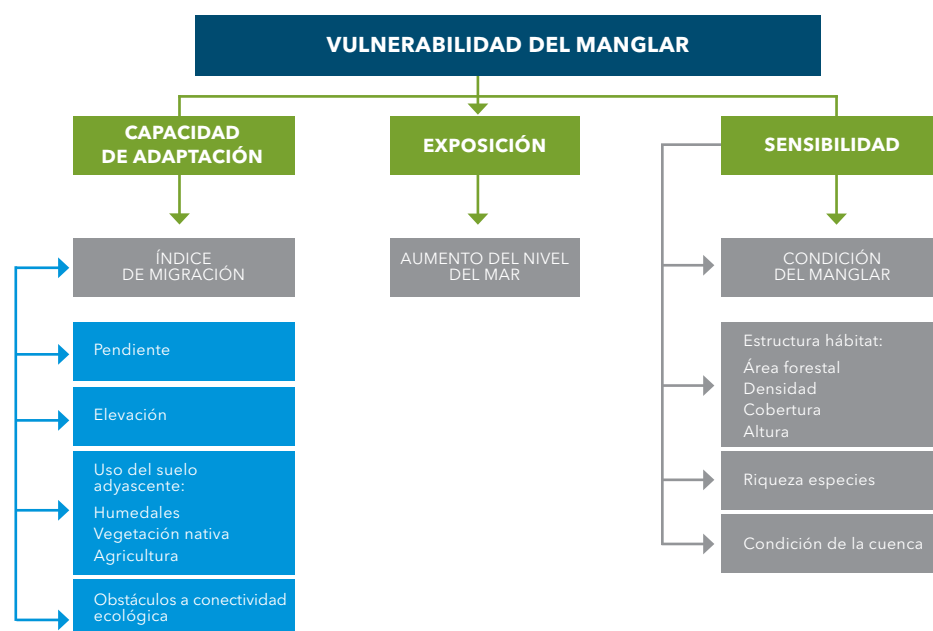 VULNERABILIDAD DEL MANGLAR
CAPACIDAD
DE ADAPTACIÓN
ÍNDICE
DE MIGRACIÓN
Pendiente
Elevación
Uso del suelo
adyascente:
Humedales
Vegetación nativa
Agricultura
Obstáculos a conectividad
ecológica
EXPOSICIÓN
AUMENTO DEL NIVEL
DEL MAR
SENSIBILIDAD
CONDICIÓN
DEL MANGLAR
Estructura hábitat:
Área forestal
Densidad
Cobertura
Altura
Riqueza especies
Condición de la cuenca